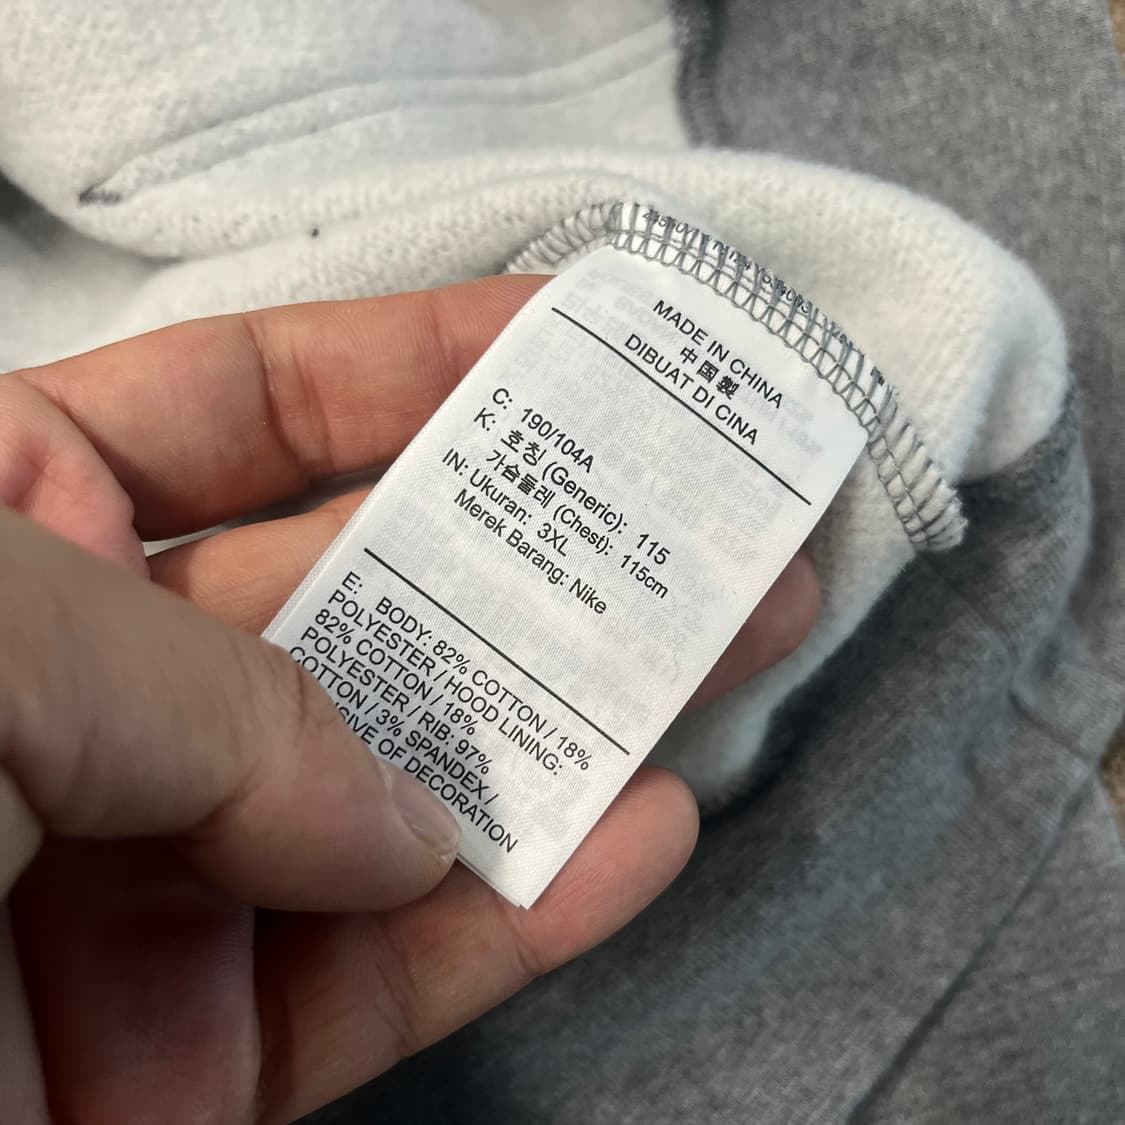 MADE IN CHINA
中国製
DIBUAT DI CINA
C: 190/104A
K: 호칭 (Generic): 115
가슴둘레 (Chest): 115cm
IN: Ukuran: 3XL
Merek Barang: Nike
E: BODY: 82% COTTON / 18%
POLYESTER / HOOD LINING:
82% COTTON / 18%
POLYESTER / RIB: 97%
COTTON / 3% SPANDEX /
OF DECORATION